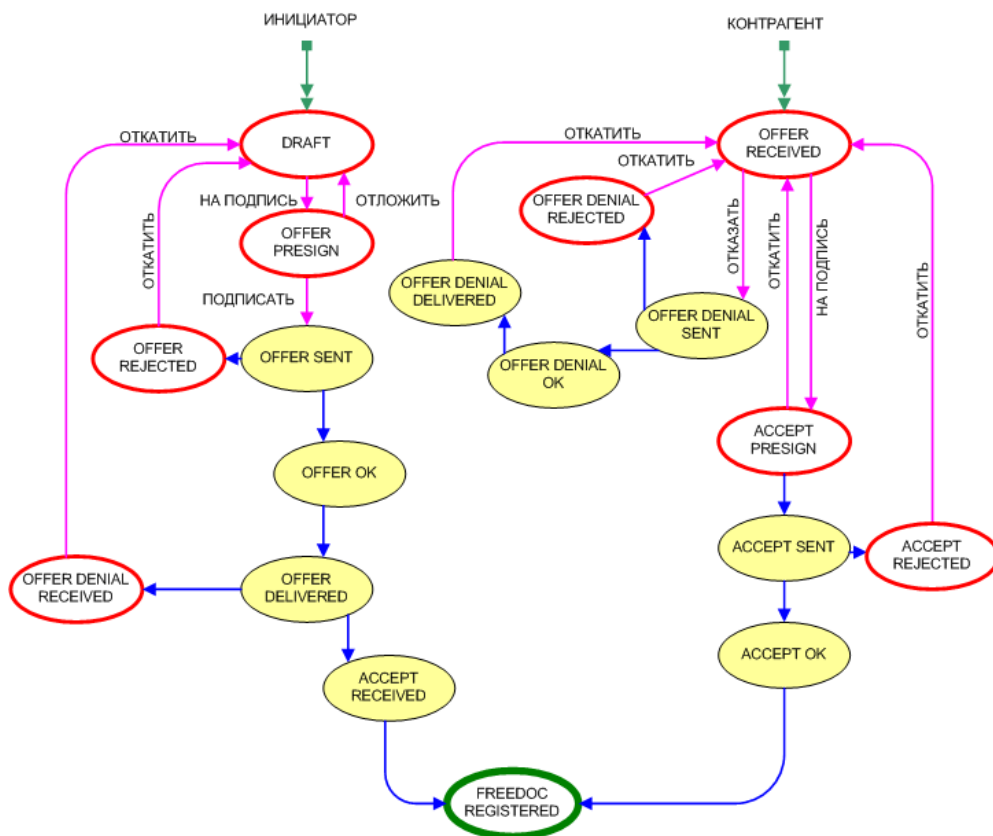 ИНИЦИАТОР
КОНТРАГЕНТ
ОТКАТИТЬ
DRAFT
ОТКАТИТЬ
НА ПОДПИСЬ
ОТЛОЖИТЬ
OFFER
PRESIGN
ПОДПИСАТЬ
OFFER SENT
OFFER
REJECTED
OFFER OK
OFFER
DELIVERED
OFFER DENIAL
RECEIVED
ACCEPT
RECEIVED
ОТКАТИТЬ
OFFER
RECEIVED
ОТКАТИТЬ
OFFER DENIAL
REJECTED
ОТКАЗАТЬ
ОТКАТИТЬ
НА ПОДПИСЬ
ОТКАТИТЬ
OFFER DENIAL
DELIVERED
OFFER DENIAL
SENT
OFFER DENIAL
OK
ACCEPT
PRESIGN
ACCEPT SENT
ACCEPT
REJECTED
ACCEPT OK
FREEDOC
REGISTERED